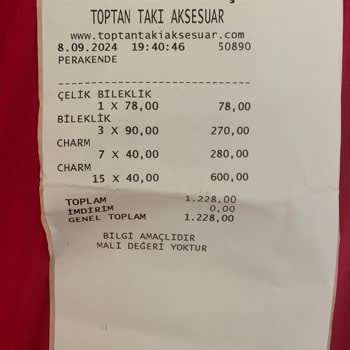 TOPTAN TAKI AKSESUAR
www.toptantakiaksesuar.com
8.09.2024 19:40:46 50890
PERAKENDE
ÇELİK BİLEKLİK
1 X 78,00 78,00
BİLEKLİK
3 X 90,00 270,00
CHARM
7 X 40,00 280,00
CHARM
15 X 40,00 600,00
TOPLAM 1.228,00
İMDİRİM 0,00
GENEL TOPLAM 1.228,00
BİLGİ AMAÇLIDIR
MALİ DEĞERİ YOKTUR